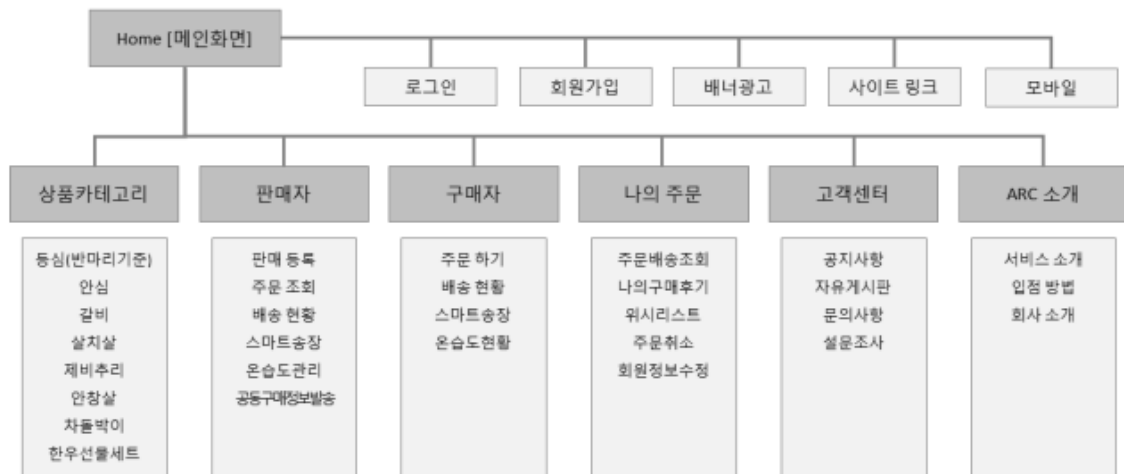 Home [메인화면]
로그인
회원가입
배너광고
사이트 링크
모바일
상품카테고리
판매자
구매자
나의 주문
고객센터
ARC 소개
등심(반마리기준)
안심
갈비
살치살
제비추리
안창살
차돌박이
한우선물세트
판매 등록
주문 조회
배송 현황
스마트송장
온습도관리
공동구매정보발송
주문 하기
배송 현황
스마트송장
온습도현황
주문배송조회
나의구매후기
위시리스트
주문취소
회원정보수정
공지사항
자유게시판
문의사항
설문조사
서비스 소개
입점 방법
회사 소개